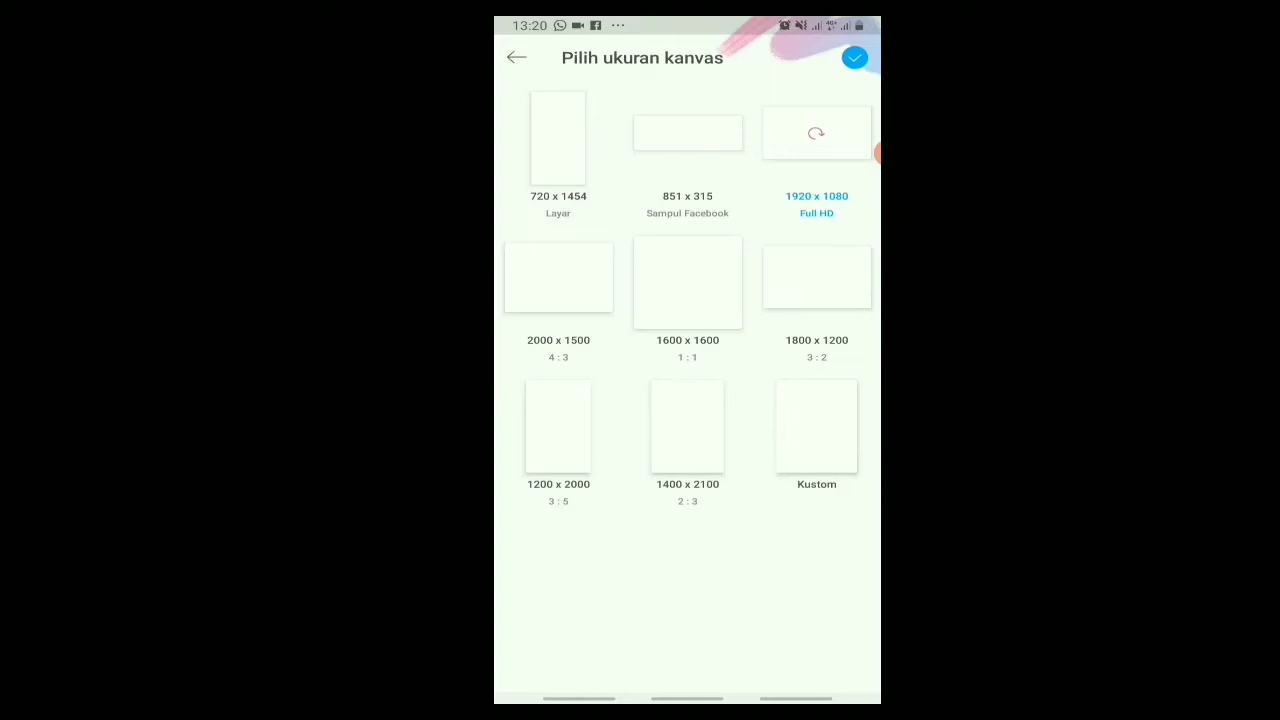 13:20
4G+
Pilih ukuran kanvas
720 x 1454
Layar
851 x 315
Sampul Facebook
1920 x 1080
Full HD
2000 x 1500
4 : 3
1600 x 1600
1 : 1
1800 x 1200
3 : 2
1200 x 2000
3 : 5
1400 x 2100
2 : 3
Kustom